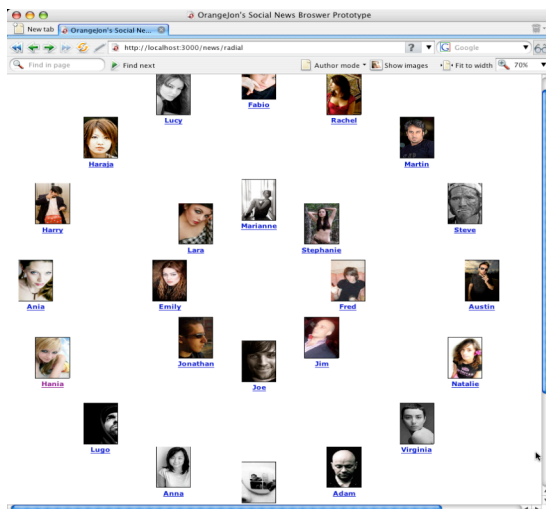 OrangeJon's Social News Broswer Prototype
New tab OrangeJon's Social Ne...
http://localhost:3000/news/radial ? Google
Find in page Find next Author mode Show images Fit to width 70%
Fabio
Lucy Rachel
Haraja Martin
Harry Marianne Steve
Lara Stephanie
Ania Emily Fred Austin
Jonathan Jim
Hania Joe Natalie
Lugo Virginia
Anna Adam